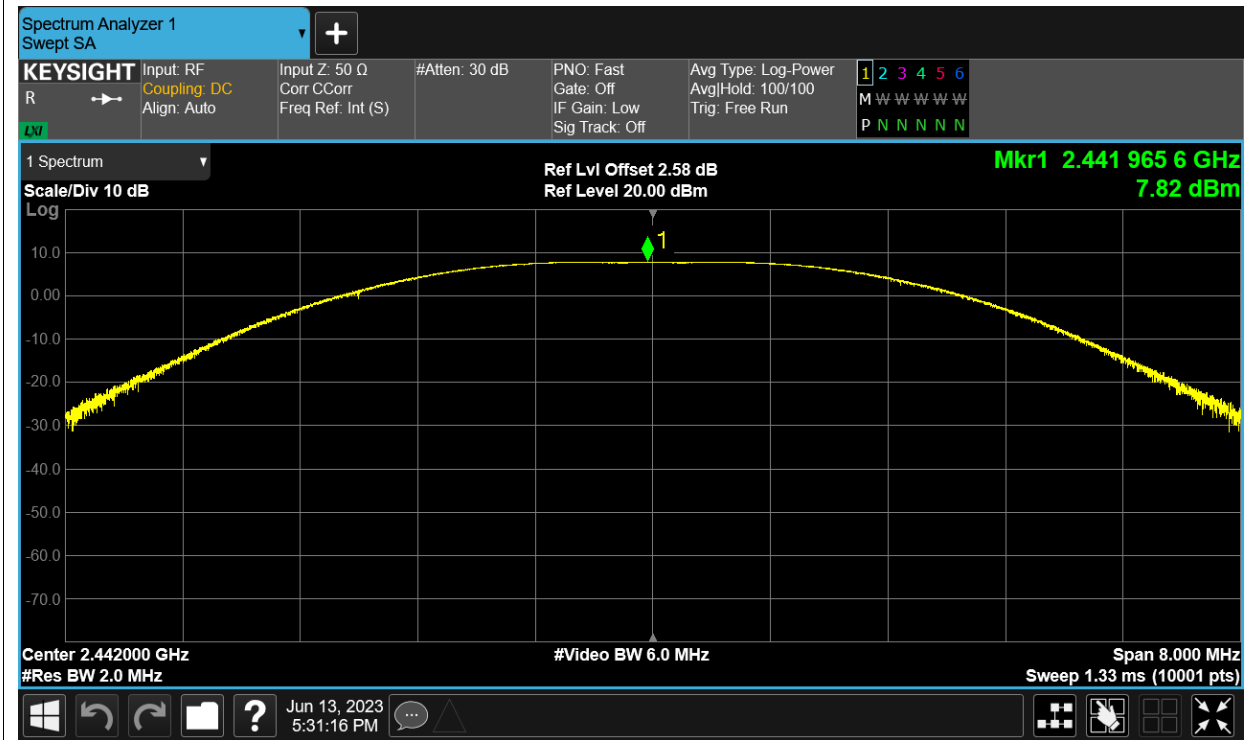 Spectrum Analyzer 1
Swept SA
+
KEYSIGHT
R
LXI
Input: RF
Coupling: DC
Align: Auto
Input Z: 50 Ω
Corr CCorr
Freq Ref: Int (S)
#Atten: 30 dB
PNO: Fast
Gate: Off
IF Gain: Low
Sig Track: Off
Avg Type: Log-Power
Avg|Hold: 100/100
Trig: Free Run
1 2 3 4 5 6
M W W W W W
P N N N N N
1 Spectrum
Scale/Div 10 dB
Log
Ref Lvl Offset 2.58 dB
Ref Level 20.00 dBm
Mkr1 2.441 965 6 GHz
7.82 dBm
1
10.0
0.00
-10.0
-20.0
-30.0
-40.0
-50.0
-60.0
-70.0
Center 2.442000 GHz
#Res BW 2.0 MHz
#Video BW 6.0 MHz
Span 8.000 MHz
Sweep 1.33 ms (10001 pts)
?
Jun 13, 2023
5:31:16 PM